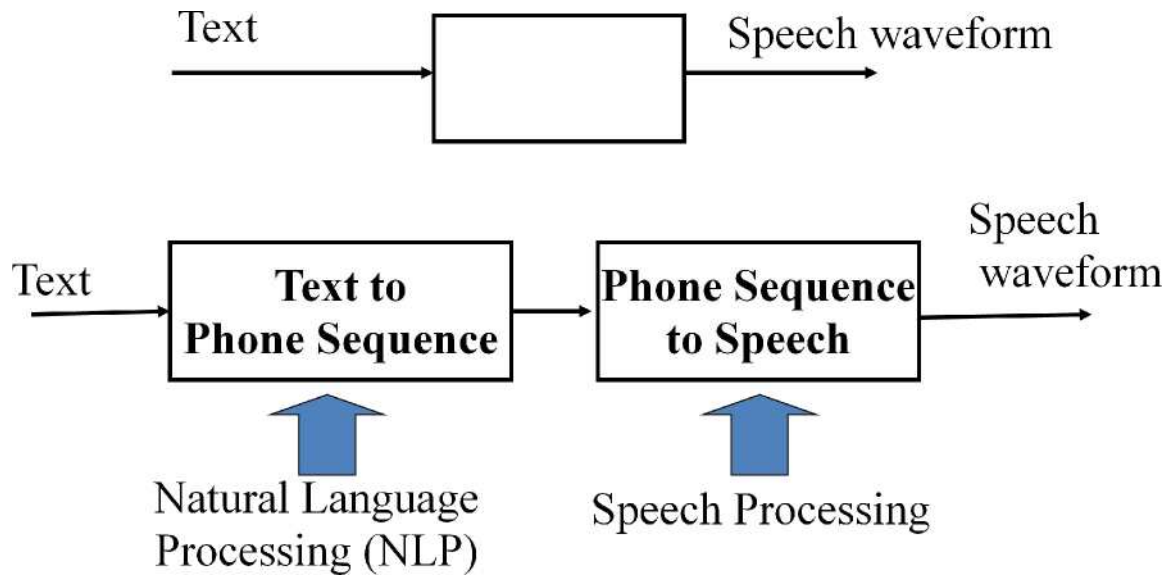 Text
Speech waveform
Text
Text to
Phone Sequence
Phone Sequence
to Speech
Speech
waveform
Natural Language
Processing (NLP)
Speech Processing